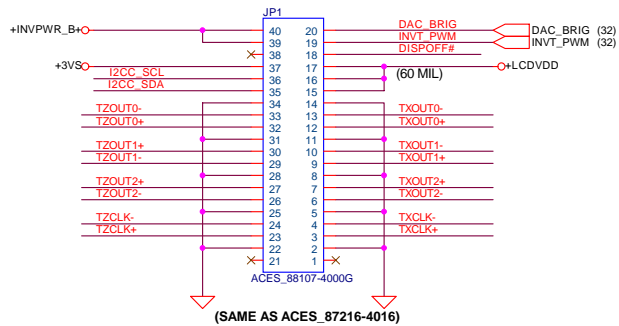 JP1
+INVPWR_B+ 40 20 DAC_BRIG DAC_BRIG (32)
39 19 INVT_PWM INVT_PWM (32)
38 18 DISPOFF#
+3VS 37 17 +LCDVDD
I2CC_SCL 36 16 (60 MIL)
I2CC_SDA 35 15
34 14
TZOUT0- 33 13 TXOUT0-
TZOUT0+ 32 12 TXOUT0+
31 11
TZOUT1+ 30 10 TXOUT1-
TZOUT1- 29 9 TXOUT1+
28 8
TZOUT2+ 27 7 TXOUT2+
TZOUT2- 26 6 TXOUT2-
25 5
TZCLK- 24 4 TXCLK-
TZCLK+ 23 3 TXCLK+
22 2
21 1
ACES_88107-4000G
(SAME AS ACES_87216-4016)